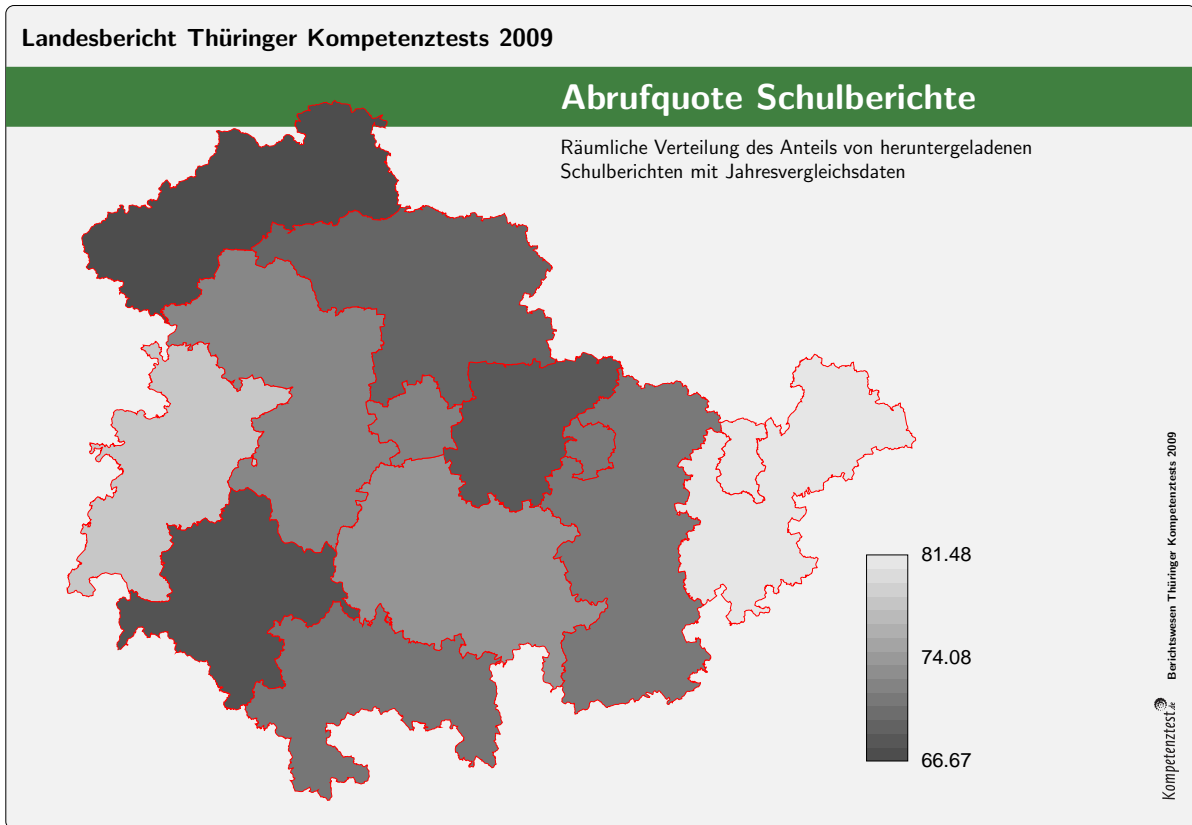 Landesbericht Thüringer Kompetenztests 2009
Abrufquote Schulberichte
Räumliche Verteilung des Anteils von heruntergeladenen
Schulberichten mit Jahresvergleichsdaten
81.48
74.08
66.67
Kompetenztest.de Berichtswesen Thüringer Kompetenztests 2009